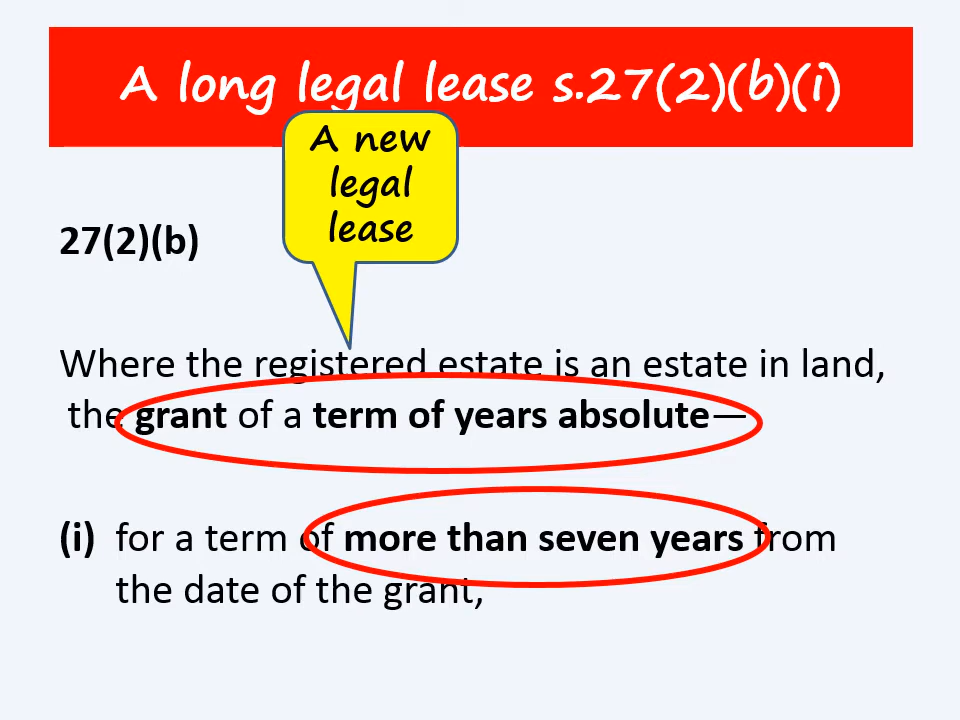 A long legal lease s.27(2)(b)(i)
A new
legal
lease
27(2)(b)
Where the registered estate is an estate in land,
the grant of a term of years absolute—
(i) for a term of more than seven years from
the date of the grant,